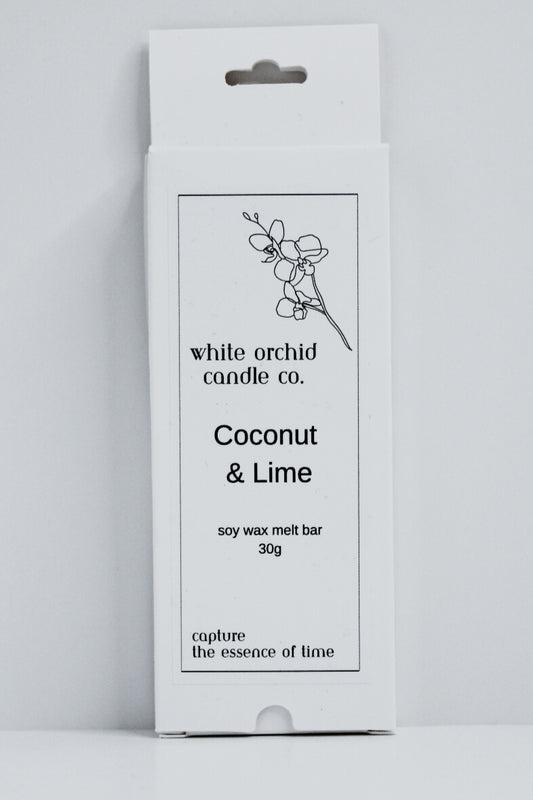 white orchid
candle co.
Coconut
& Lime
soy wax melt bar
30g
capture
the essence of time